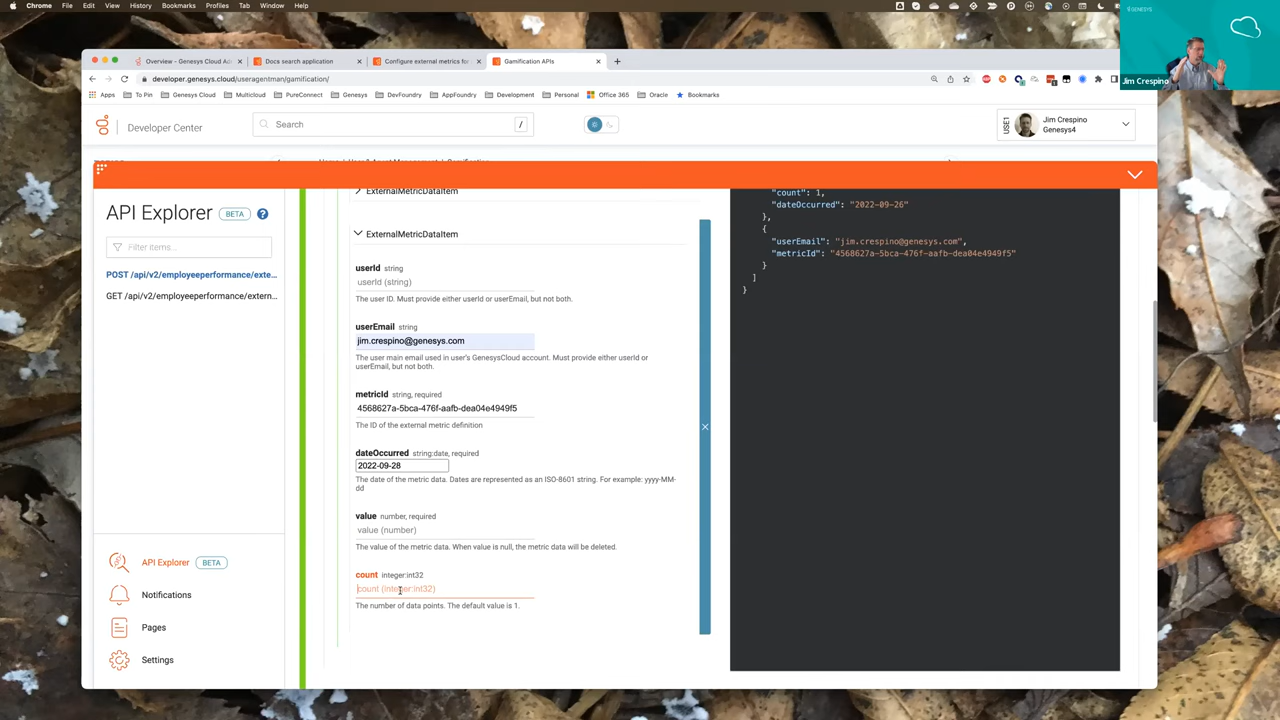 Chrome File Edit View History Bookmarks Profiles Tab Window Help
GENESYS
Jim Crespino
Overview - Genesys Cloud Ad
Docs search application
Configure external metrics for
Gamification APIs
developer.genesys.cloud/useragentman/gamification/
Apps To Pin Genesys Cloud Multicloud PureConnect Genesys DevFoundry AppFoundry Development Personal Office 365 Oracle Bookmarks
Developer Center
Search
/
USE1
Jim Crespino
Genesys4
API Explorer BETA ?
Filter items...
POST /api/v2/employeeperformance/exte...
GET /api/v2/employeeperformance/extern...
API Explorer BETA
Notifications
Pages
Settings
ExternalMetricDataItem
ExternalMetricDataItem
userId string
userId (string)
The user ID. Must provide either userId or userEmail, but not both.
userEmail string
jim.crespino@genesys.com
The user main email used in user's GenesysCloud account. Must provide either userId or
userEmail, but not both.
metricId string, required
4568627a-5bca-476f-aafb-dea04e4949f5
The ID of the external metric definition
dateOccurred string:date, required
2022-09-28
The date of the metric data. Dates are represented as an ISO-8601 string. For example: yyyy-MM-
dd
value number, required
value (number)
The value of the metric data. When value is null, the metric data will be deleted.
count integer:int32
count (integer:int32)
The number of data points. The default value is 1.
"count": 1,
"dateOccurred": "2022-09-26"
},
{
"userEmail": "jim.crespino@genesys.com",
"metricId": "4568627a-5bca-476f-aafb-dea04e4949f5"
}
]
}